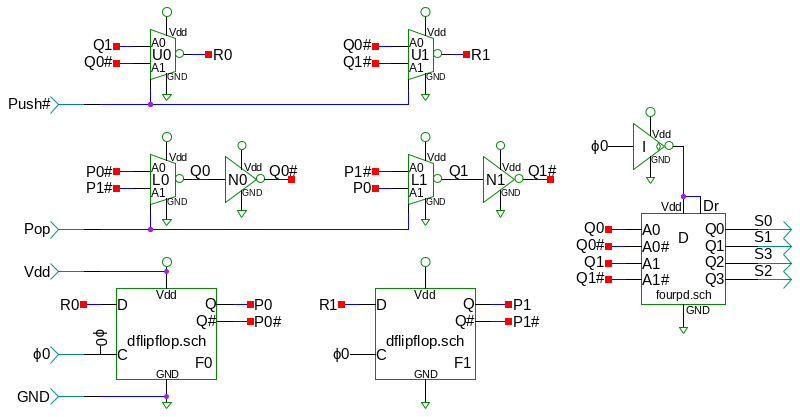 Vdd
Q1
A0
U0
R0
Q0#
A1
GND
Vdd
Q0#
A0
U1
R1
Q1#
A1
GND
Push#
Vdd
ϕ0
I
GND
Vdd
P0#
A0
L0
Q0
P1#
A1
GND
Vdd
N0
Q0#
GND
Vdd
P1#
A0
L1
Q1
P0
A1
GND
Vdd
N1
Q1#
GND
Pop
Vdd
Dr
Q0
A0
D
Q0
S0
Q0#
A0#
Q1
S1
Q1
A1
Q2
S3
Q1#
A1#
Q3
S2
fourpd.sch
GND
Vdd
Vdd
R0
D
Q
P0
Q#
P0#
dflipflop.sch
ϕ0
ϕ0
C
F0
GND
Vdd
R1
D
Q
P1
Q#
P1#
dflipflop.sch
ϕ0
C
F1
GND
GND